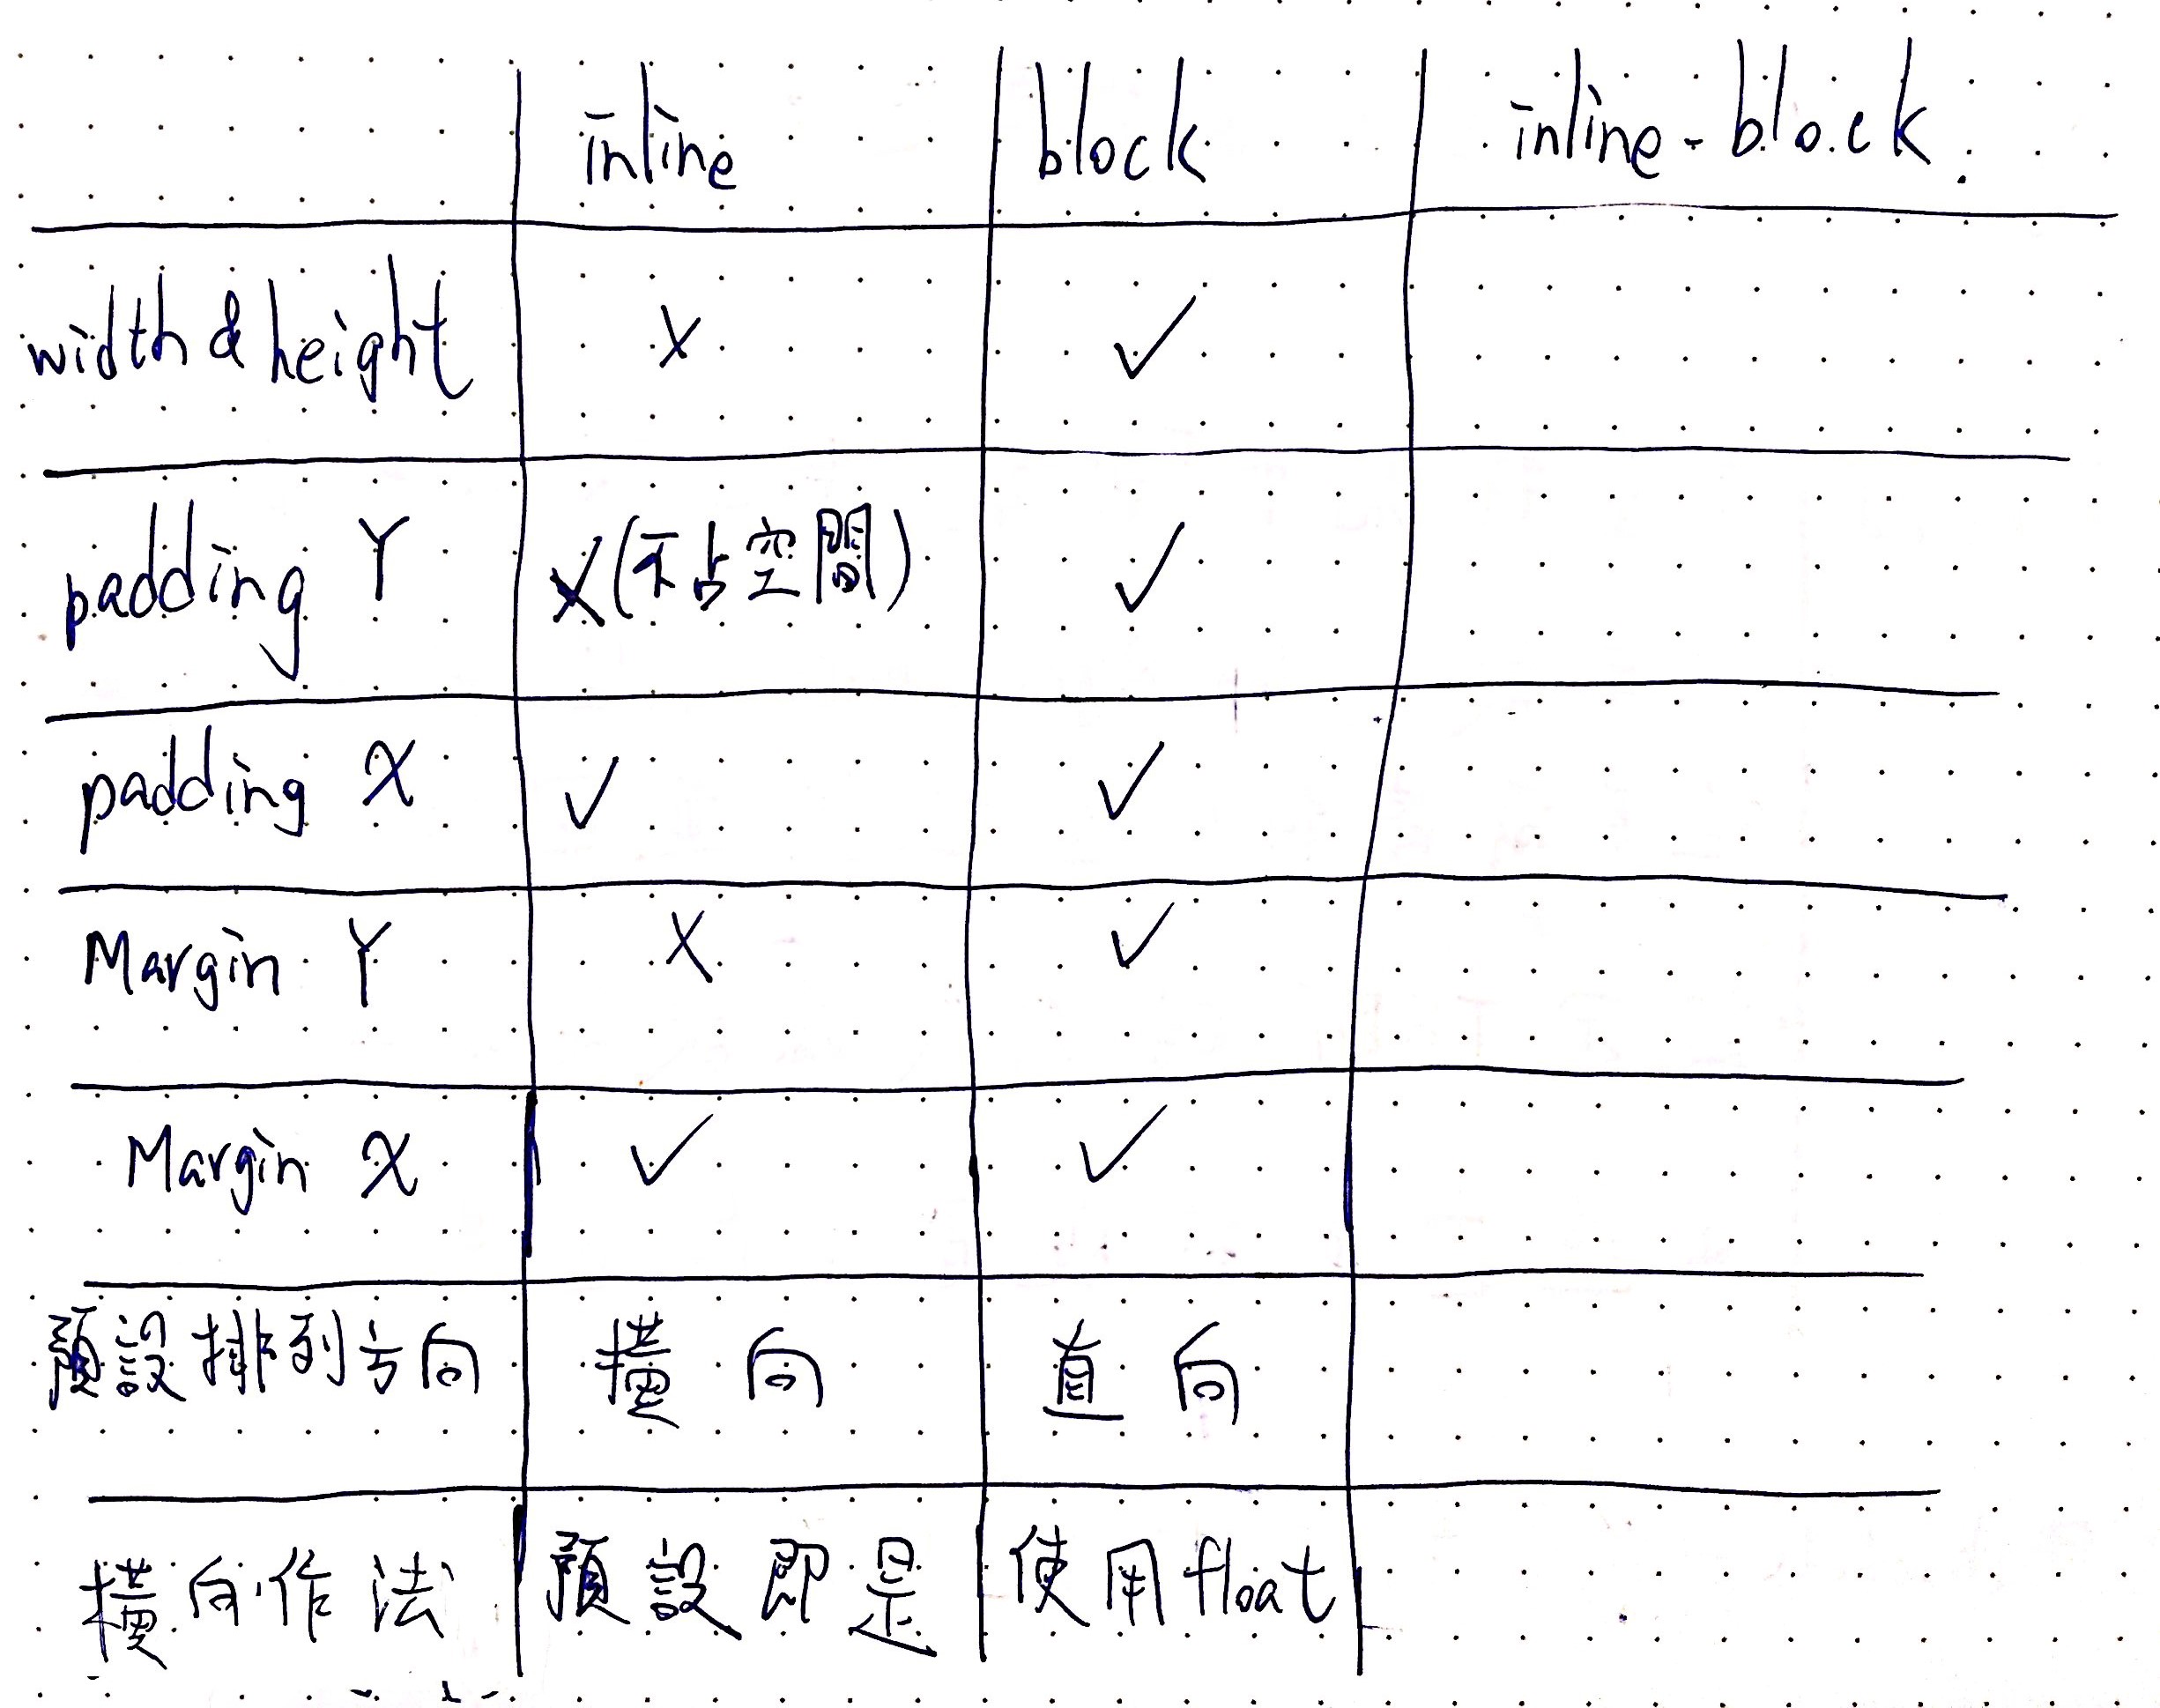 inline block inline-block
width & height X ✓
padding Y X(不占空間) ✓
padding X ✓ ✓
Margin Y X ✓
Margin X ✓ ✓
預設排列方向 橫向 直向
橫向作法 預設即是 使用float